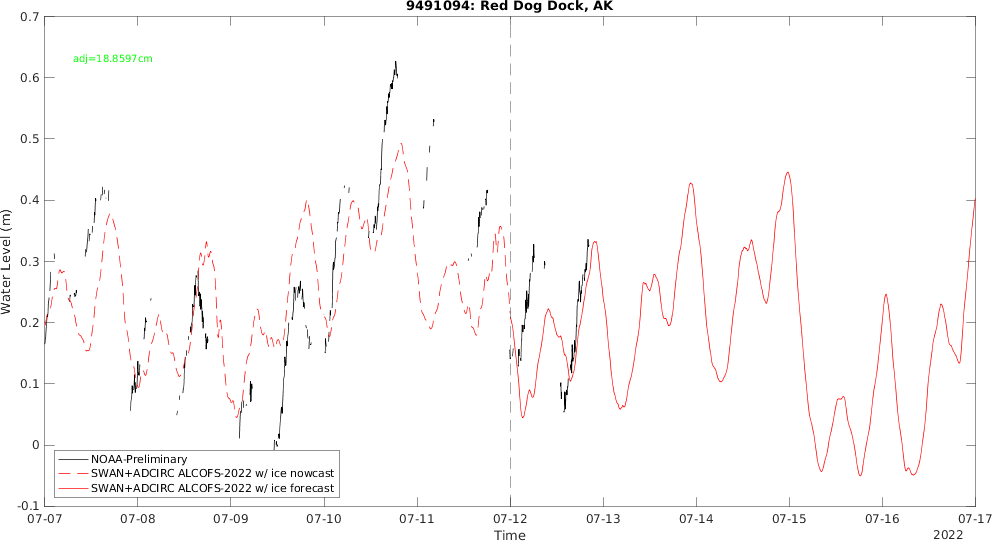 9491094: Red Dog Dock, AK
adj=18.8597cm
Water Level (m)
0.7
0.6
0.5
0.4
0.3
0.2
0.1
0
-0.1
NOAA-Preliminary
SWAN+ADCIRC ALCOFS-2022 w/ ice nowcast
SWAN+ADCIRC ALCOFS-2022 w/ ice forecast
07-07 07-08 07-09 07-10 07-11 07-12 07-13 07-14 07-15 07-16 07-17
Time
2022